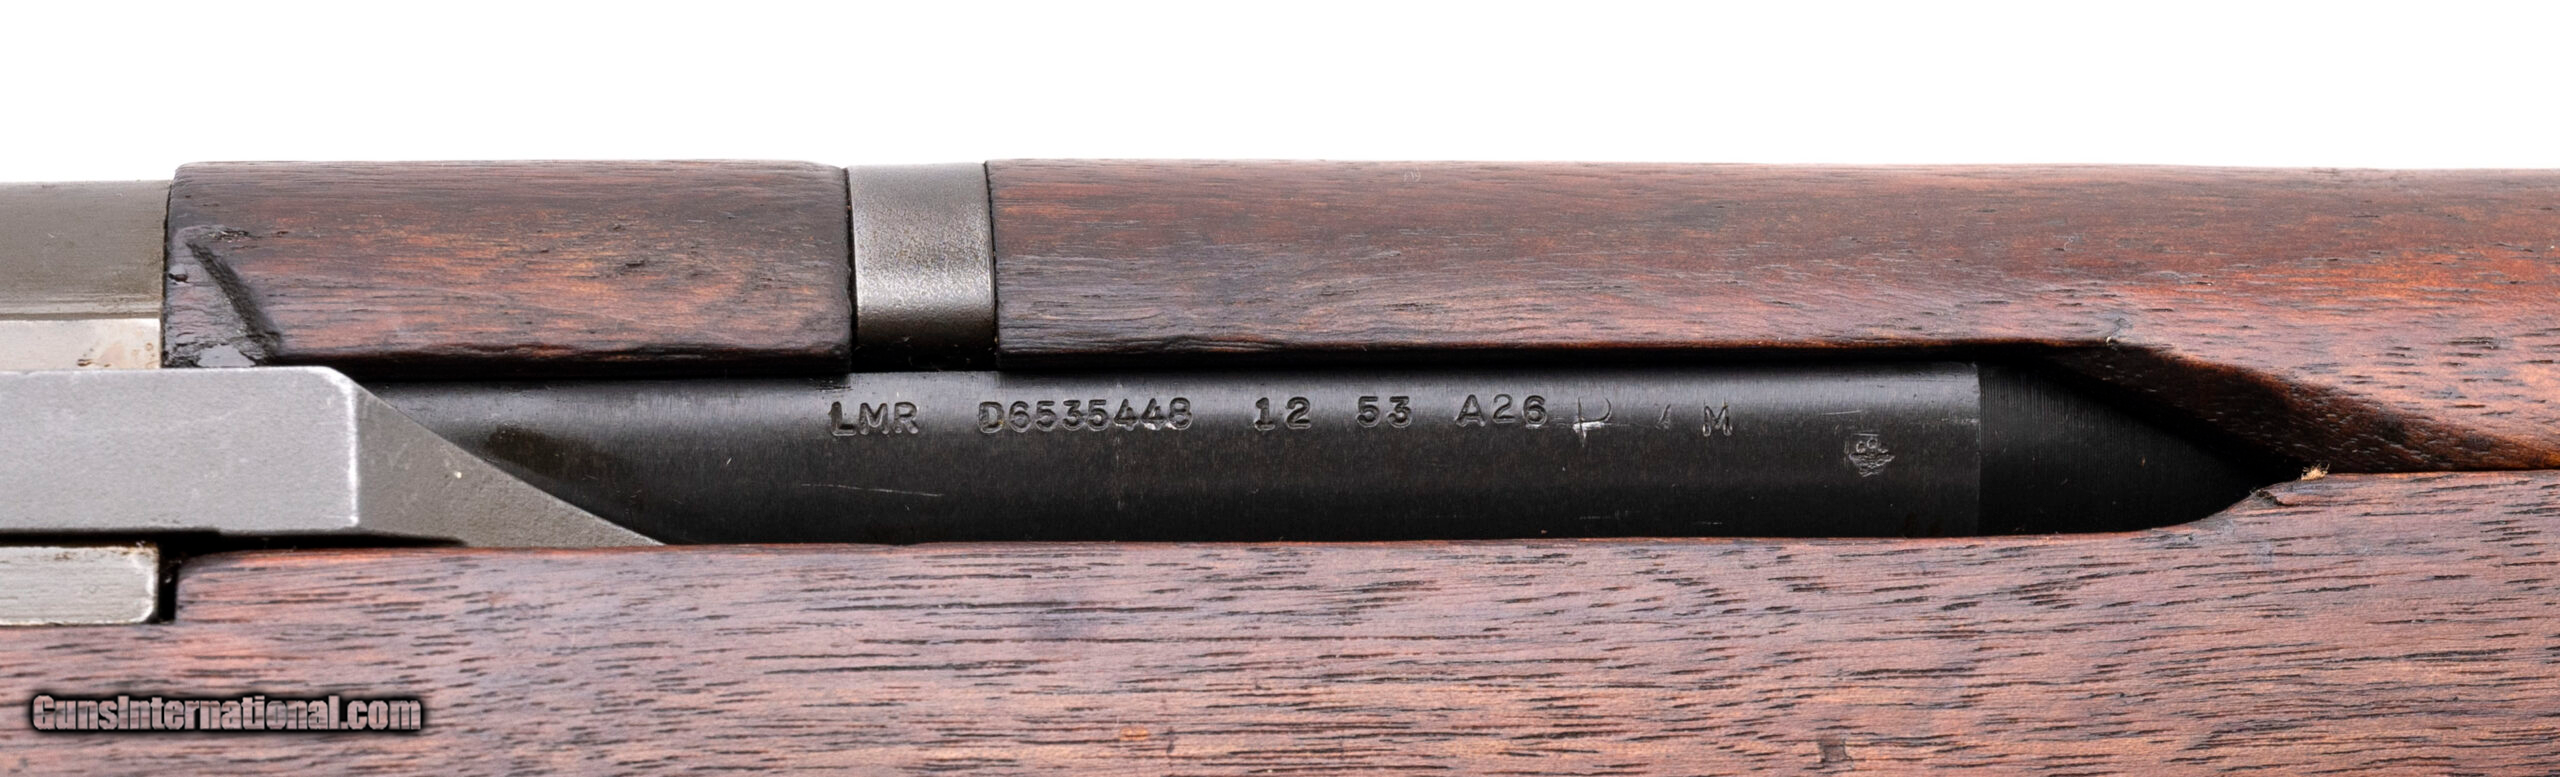 LMR D6535448 12 53 A26 P M
GunsInternational.com